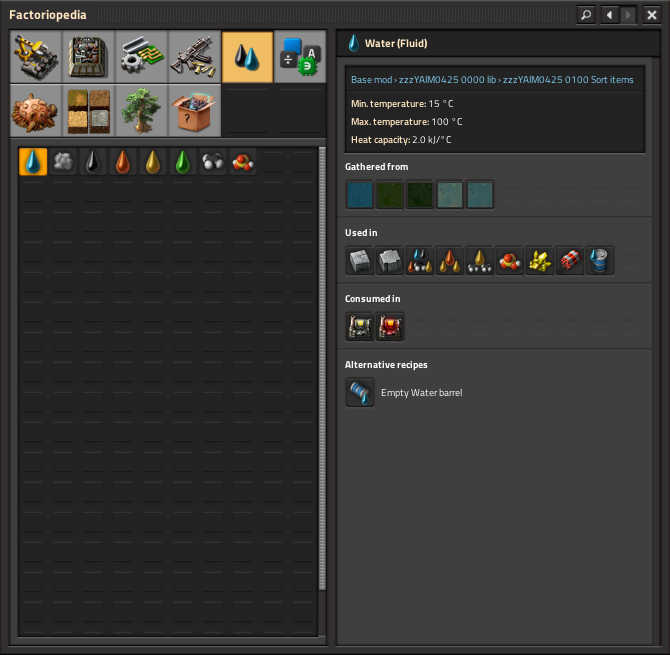 Factoriopedia
Water (Fluid)
Base mod › zzzYAIM0425 0000 lib › zzzYAIM0425 0100 Sort items
Min. temperature: 15 °C
Max. temperature: 100 °C
Heat capacity: 2.0 kJ/°C
Gathered from
Used in
Consumed in
Alternative recipes
Empty Water barrel